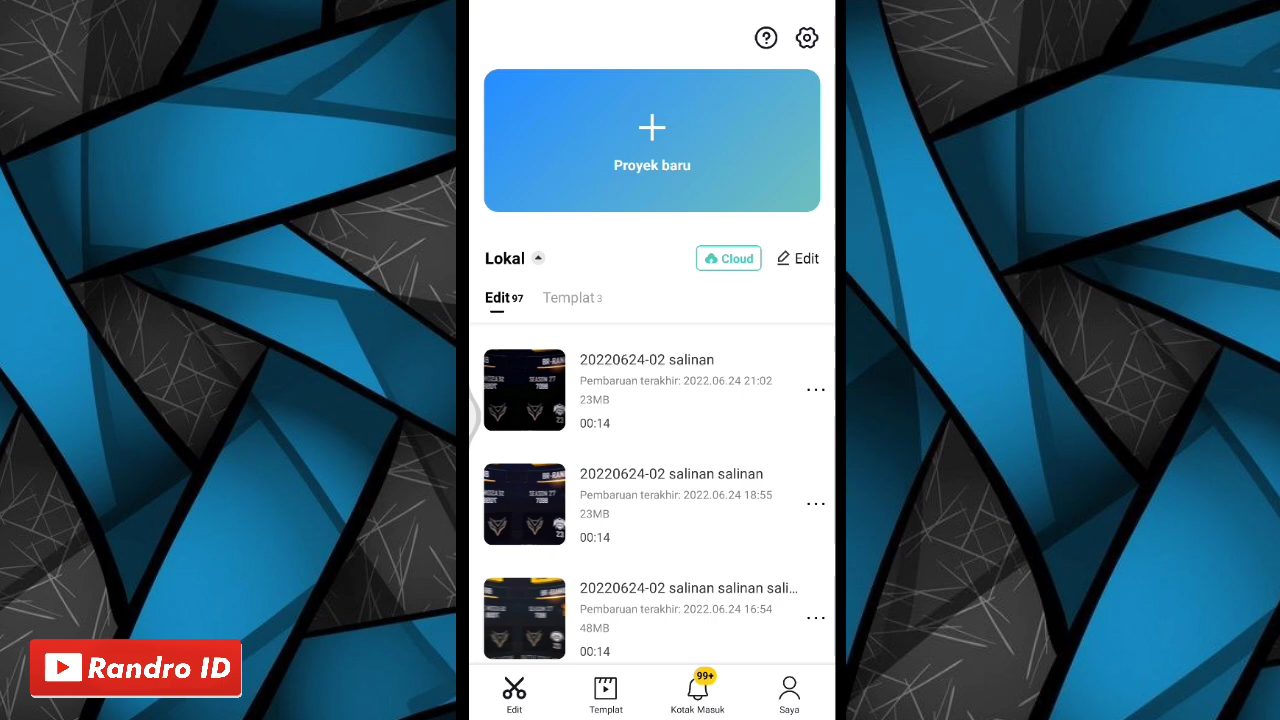 Proyek baru
Lokal
Cloud
Edit
Edit 97
Templat 3
20220624-02 salinan
Pembaruan terakhir: 2022.06.24 21:02
23MB
00:14
20220624-02 salinan salinan
Pembaruan terakhir: 2022.06.24 18:55
23MB
00:14
20220624-02 salinan salinan sali...
Pembaruan terakhir: 2022.06.24 16:54
48MB
00:14
99+
Edit
Templat
Kotak Masuk
Saya
Randro ID